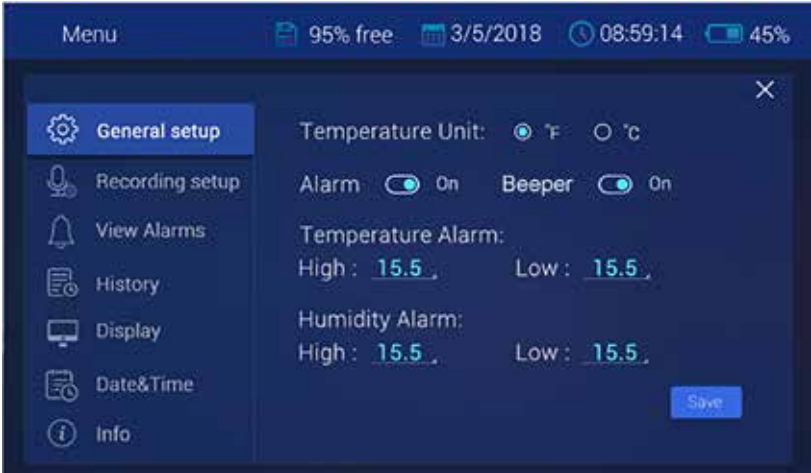 Menu 95% free 3/5/2018 08:59:14 45%
General setup
Recording setup
View Alarms
History
Display
Date&Time
Info
Temperature Unit: °F °C
Alarm On Beeper On
Temperature Alarm:
High : 15.5 Low : 15.5
Humidity Alarm:
High : 15.5 Low : 15.5
Save